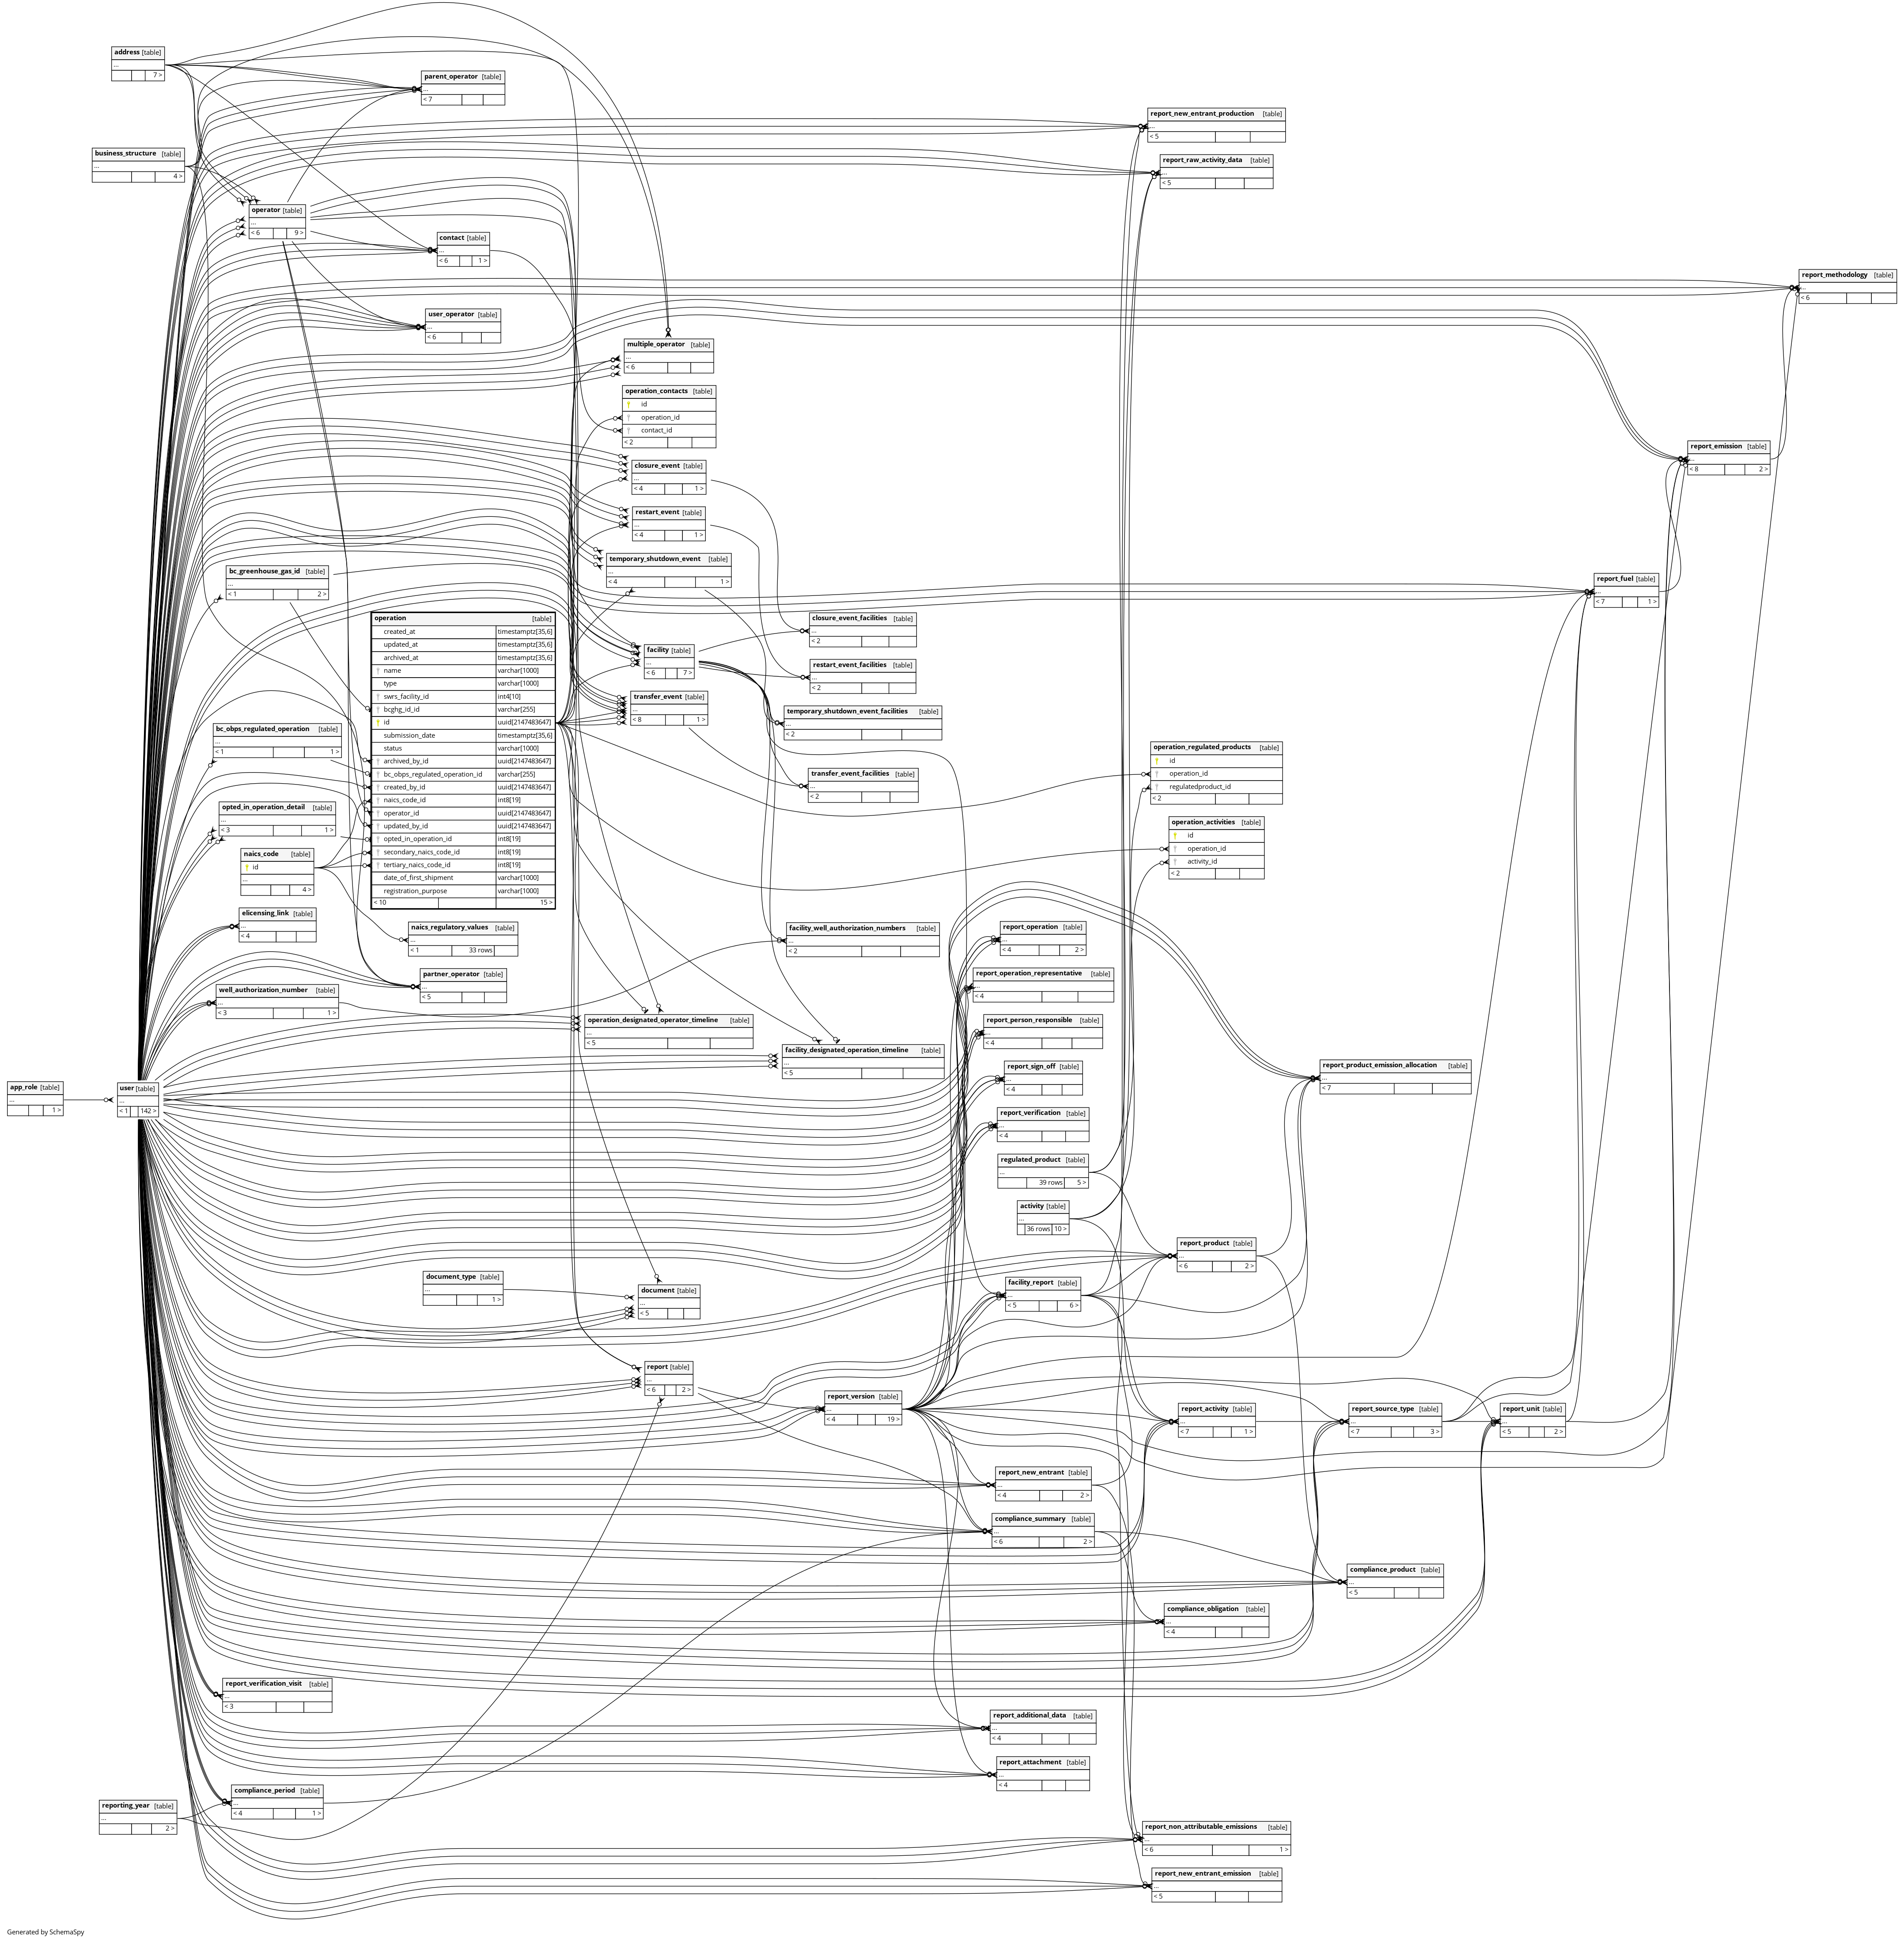 address [table]
...
7 >
parent_operator [table]
...
< 7
report_new_entrant_production [table]
...
< 5
business_structure [table]
...
4 >
report_raw_activity_data [table]
...
< 5
operator [table]
...
< 6 9 >
contact [table]
...
< 6 1 >
report_methodology [table]
...
< 6
user_operator [table]
...
< 6
multiple_operator [table]
...
< 6
operation_contacts [table]
id
operation_id
contact_id
< 2
report_emission [table]
...
< 8 2 >
closure_event [table]
...
< 4 1 >
restart_event [table]
...
< 4 1 >
temporary_shutdown_event [table]
...
< 4 1 >
bc_greenhouse_gas_id [table]
...
< 1 2 >
report_fuel [table]
...
< 7 1 >
operation [table]
created_at timestamptz[35,6]
updated_at timestamptz[35,6]
archived_at timestamptz[35,6]
name varchar[1000]
type varchar[1000]
swrs_facility_id int4[10]
bcghg_id_id varchar[255]
id uuid[2147483647]
submission_date timestamptz[35,6]
status varchar[1000]
archived_by_id uuid[2147483647]
bc_obps_regulated_operation_id varchar[255]
created_by_id uuid[2147483647]
naics_code_id int8[19]
operator_id uuid[2147483647]
updated_by_id uuid[2147483647]
opted_in_operation_id int8[19]
secondary_naics_code_id int8[19]
tertiary_naics_code_id int8[19]
date_of_first_shipment varchar[1000]
registration_purpose varchar[1000]
< 10 15 >
closure_event_facilities [table]
...
< 2
facility [table]
...
< 6 7 >
restart_event_facilities [table]
...
< 2
transfer_event [table]
...
< 8 1 >
temporary_shutdown_event_facilities [table]
...
< 2
bc_obps_regulated_operation [table]
...
< 1 1 >
operation_regulated_products [table]
id
operation_id
regulatedproduct_id
< 2
transfer_event_facilities [table]
...
< 2
opted_in_operation_detail [table]
...
< 3 1 >
operation_activities [table]
id
operation_id
activity_id
< 2
naics_code [table]
id
...
4 >
elicensing_link [table]
...
< 4
naics_regulatory_values [table]
...
< 1 33 rows
facility_well_authorization_numbers [table]
...
< 2
report_operation [table]
...
< 4 2 >
partner_operator [table]
...
< 5
report_operation_representative [table]
...
< 4
well_authorization_number [table]
...
< 3 1 >
operation_designated_operator_timeline [table]
...
< 5
report_person_responsible [table]
...
< 4
facility_designated_operation_timeline [table]
...
< 5
report_sign_off [table]
...
< 4
report_product_emission_allocation [table]
...
< 7
app_role [table]
...
1 >
user [table]
...
< 1 142 >
report_verification [table]
...
< 4
regulated_product [table]
...
39 rows 5 >
activity [table]
...
36 rows 10 >
report_product [table]
...
< 6 2 >
document_type [table]
...
1 >
document [table]
...
< 5
facility_report [table]
...
< 5 6 >
report [table]
...
< 6 2 >
report_version [table]
...
< 4 19 >
report_activity [table]
...
< 7 1 >
report_source_type [table]
...
< 7 3 >
report_unit [table]
...
< 5 2 >
report_new_entrant [table]
...
< 4 2 >
compliance_summary [table]
...
< 6 2 >
compliance_product [table]
...
< 5
compliance_obligation [table]
...
< 4
report_verification_visit [table]
...
< 3
report_additional_data [table]
...
< 4
report_attachment [table]
...
< 4
compliance_period [table]
...
< 4 1 >
reporting_year [table]
...
2 >
report_non_attributable_emissions [table]
...
< 6 1 >
report_new_entrant_emission [table]
...
< 5
Generated by SchemaSpy